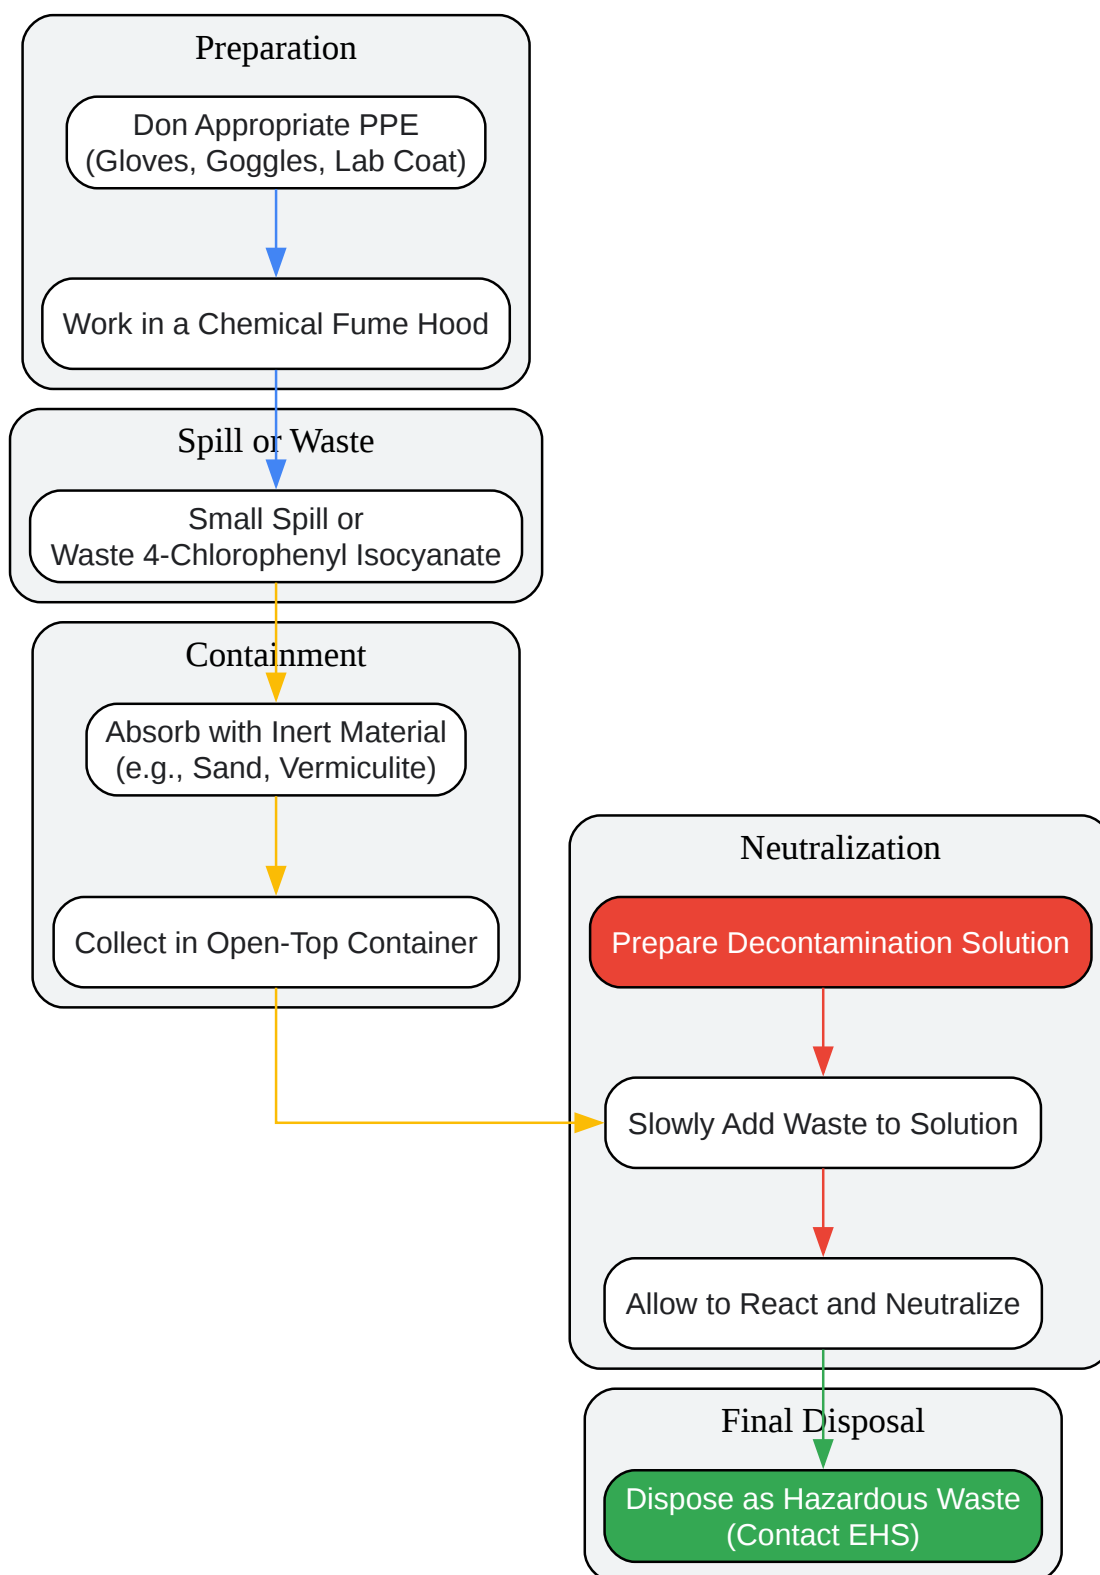 Preparation
Don Appropriate PPE
(Gloves, Goggles, Lab Coat)
Work in a Chemical Fume Hood
Spill or Waste
Small Spill or
Waste 4-Chlorophenyl Isocyanate
Containment
Absorb with Inert Material
(e.g., Sand, Vermiculite)
Collect in Open-Top Container
Neutralization
Prepare Decontamination Solution
Slowly Add Waste to Solution
Allow to React and Neutralize
Final Disposal
Dispose as Hazardous Waste
(Contact EHS)